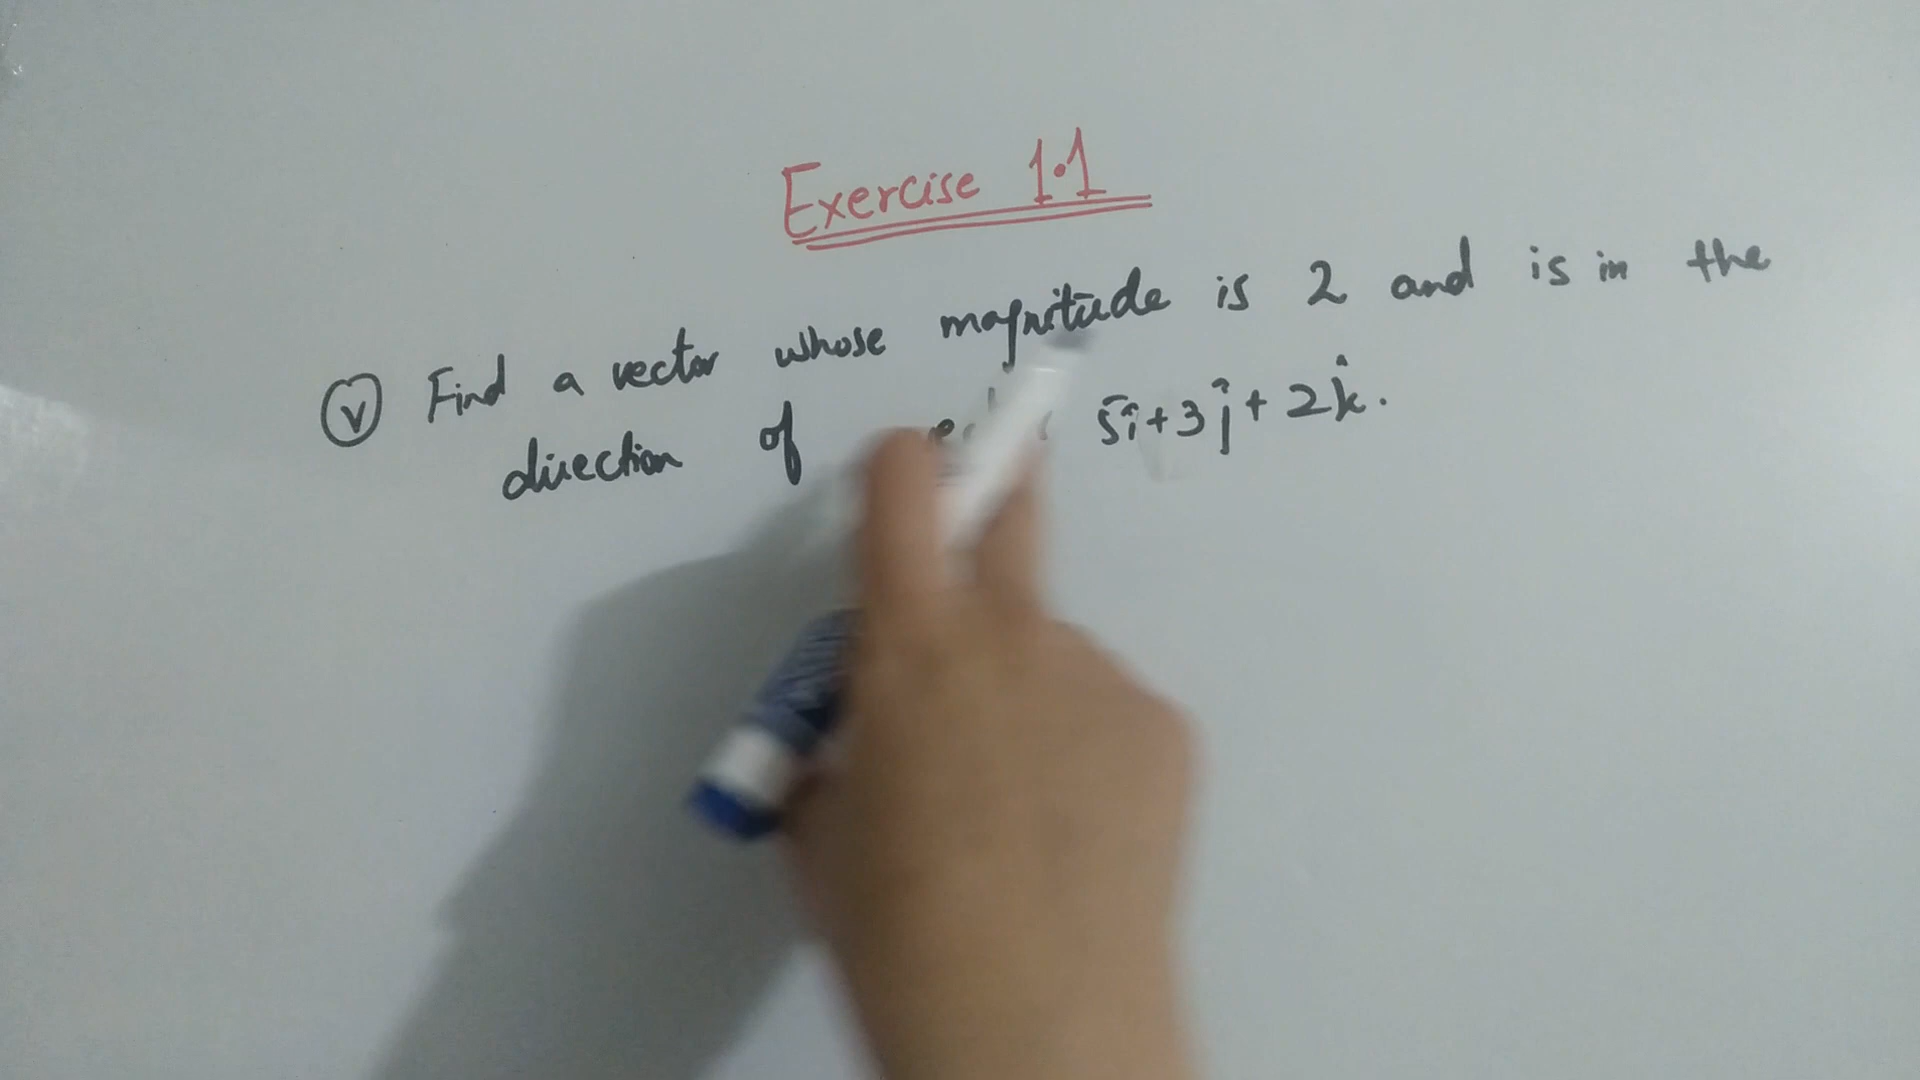 Exercise 1.1
(v) Find a vector whose magnitude is 2 and is in the
direction of 5î+3ĵ+2k̂.